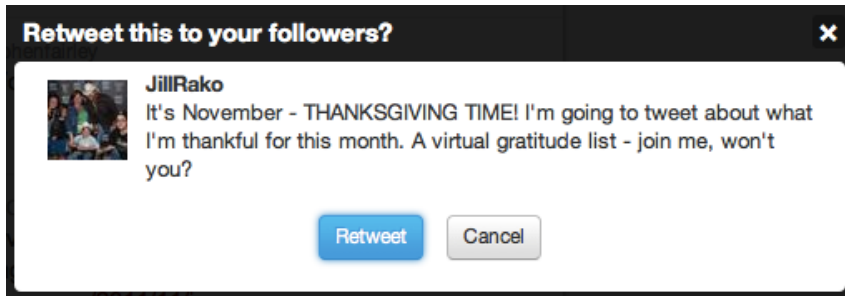 Retweet this to your followers?
JillRako
It's November - THANKSGIVING TIME! I'm going to tweet about what
I'm thankful for this month. A virtual gratitude list - join me, won't
you?
Retweet
Cancel